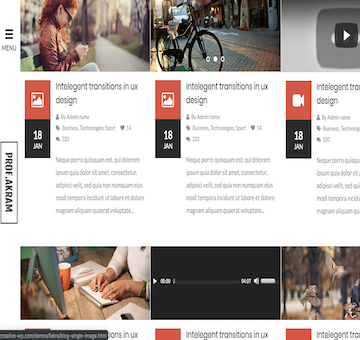 MENU
PROF.AKRAM
Intelegent transitions in ux
design
By Admin name
Business, Technologies, Sport 14
320
18
JAN
Neque porro quisquam est, qui dolorem
ipsum quia dolor sit amet, consectetur,
adipisci velit, sed quia non numquam eius
modi tempora incidunt ut labore et dolore
magnam aliquam quaerat voluptate...
Intelegent transitions in ux
design
By Admin name
Business, Technologies, Sport 14
320
18
JAN
Neque porro quisquam est, qui dolorem
ipsum quia dolor sit amet, consectetur,
adipisci velit, sed quia non numquam eius
modi tempora incidunt ut labore et dolore
magnam aliquam quaerat voluptate...
Intelegent transitions in
design
By Admin name
Business, Technologies,
320
18
JAN
Neque porro quisquam est,
ipsum quia dolor sit amet,
adipisci velit, sed quia non
modi tempora incidunt ut
magnam aliquam quaerat
00:00 04:07
creative-wp.com/demos/fekra/blog-single-image.html
transitions in ux
Intelegent transitions in ux
Intelegent transitions in